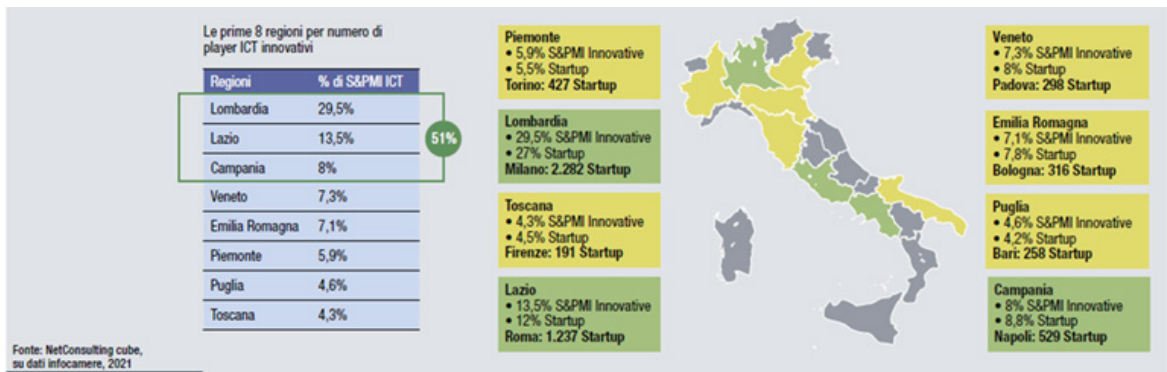 Le prime 8 regioni per numero di
player ICT innovativi
Regioni % di S&PMI ICT
Lombardia 29,5%
Lazio 13,5%
Campania 8%
51%
Veneto 7,3%
Emilia Romagna 7,1%
Piemonte 5,9%
Puglia 4,6%
Toscana 4,3%
Fonte: NetConsulting cube,
su dati infocamere, 2021
Piemonte
• 5,9% S&PMI Innovative
• 5,5% Startup
Torino: 427 Startup
Lombardia
• 29,5% S&PMI Innovative
• 27% Startup
Milano: 2.282 Startup
Toscana
• 4,3% S&PMI Innovative
• 4,5% Startup
Firenze: 191 Startup
Lazio
• 13,5% S&PMI Innovative
• 12% Startup
Roma: 1.237 Startup
Veneto
• 7,3% S&PMI Innovative
• 8% Startup
Padova: 298 Startup
Emilia Romagna
• 7,1% S&PMI Innovative
• 7,8% Startup
Bologna: 316 Startup
Puglia
• 4,6% S&PMI Innovative
• 4,2% Startup
Bari: 258 Startup
Campania
• 8% S&PMI Innovative
• 8,8% Startup
Napoli: 529 Startup